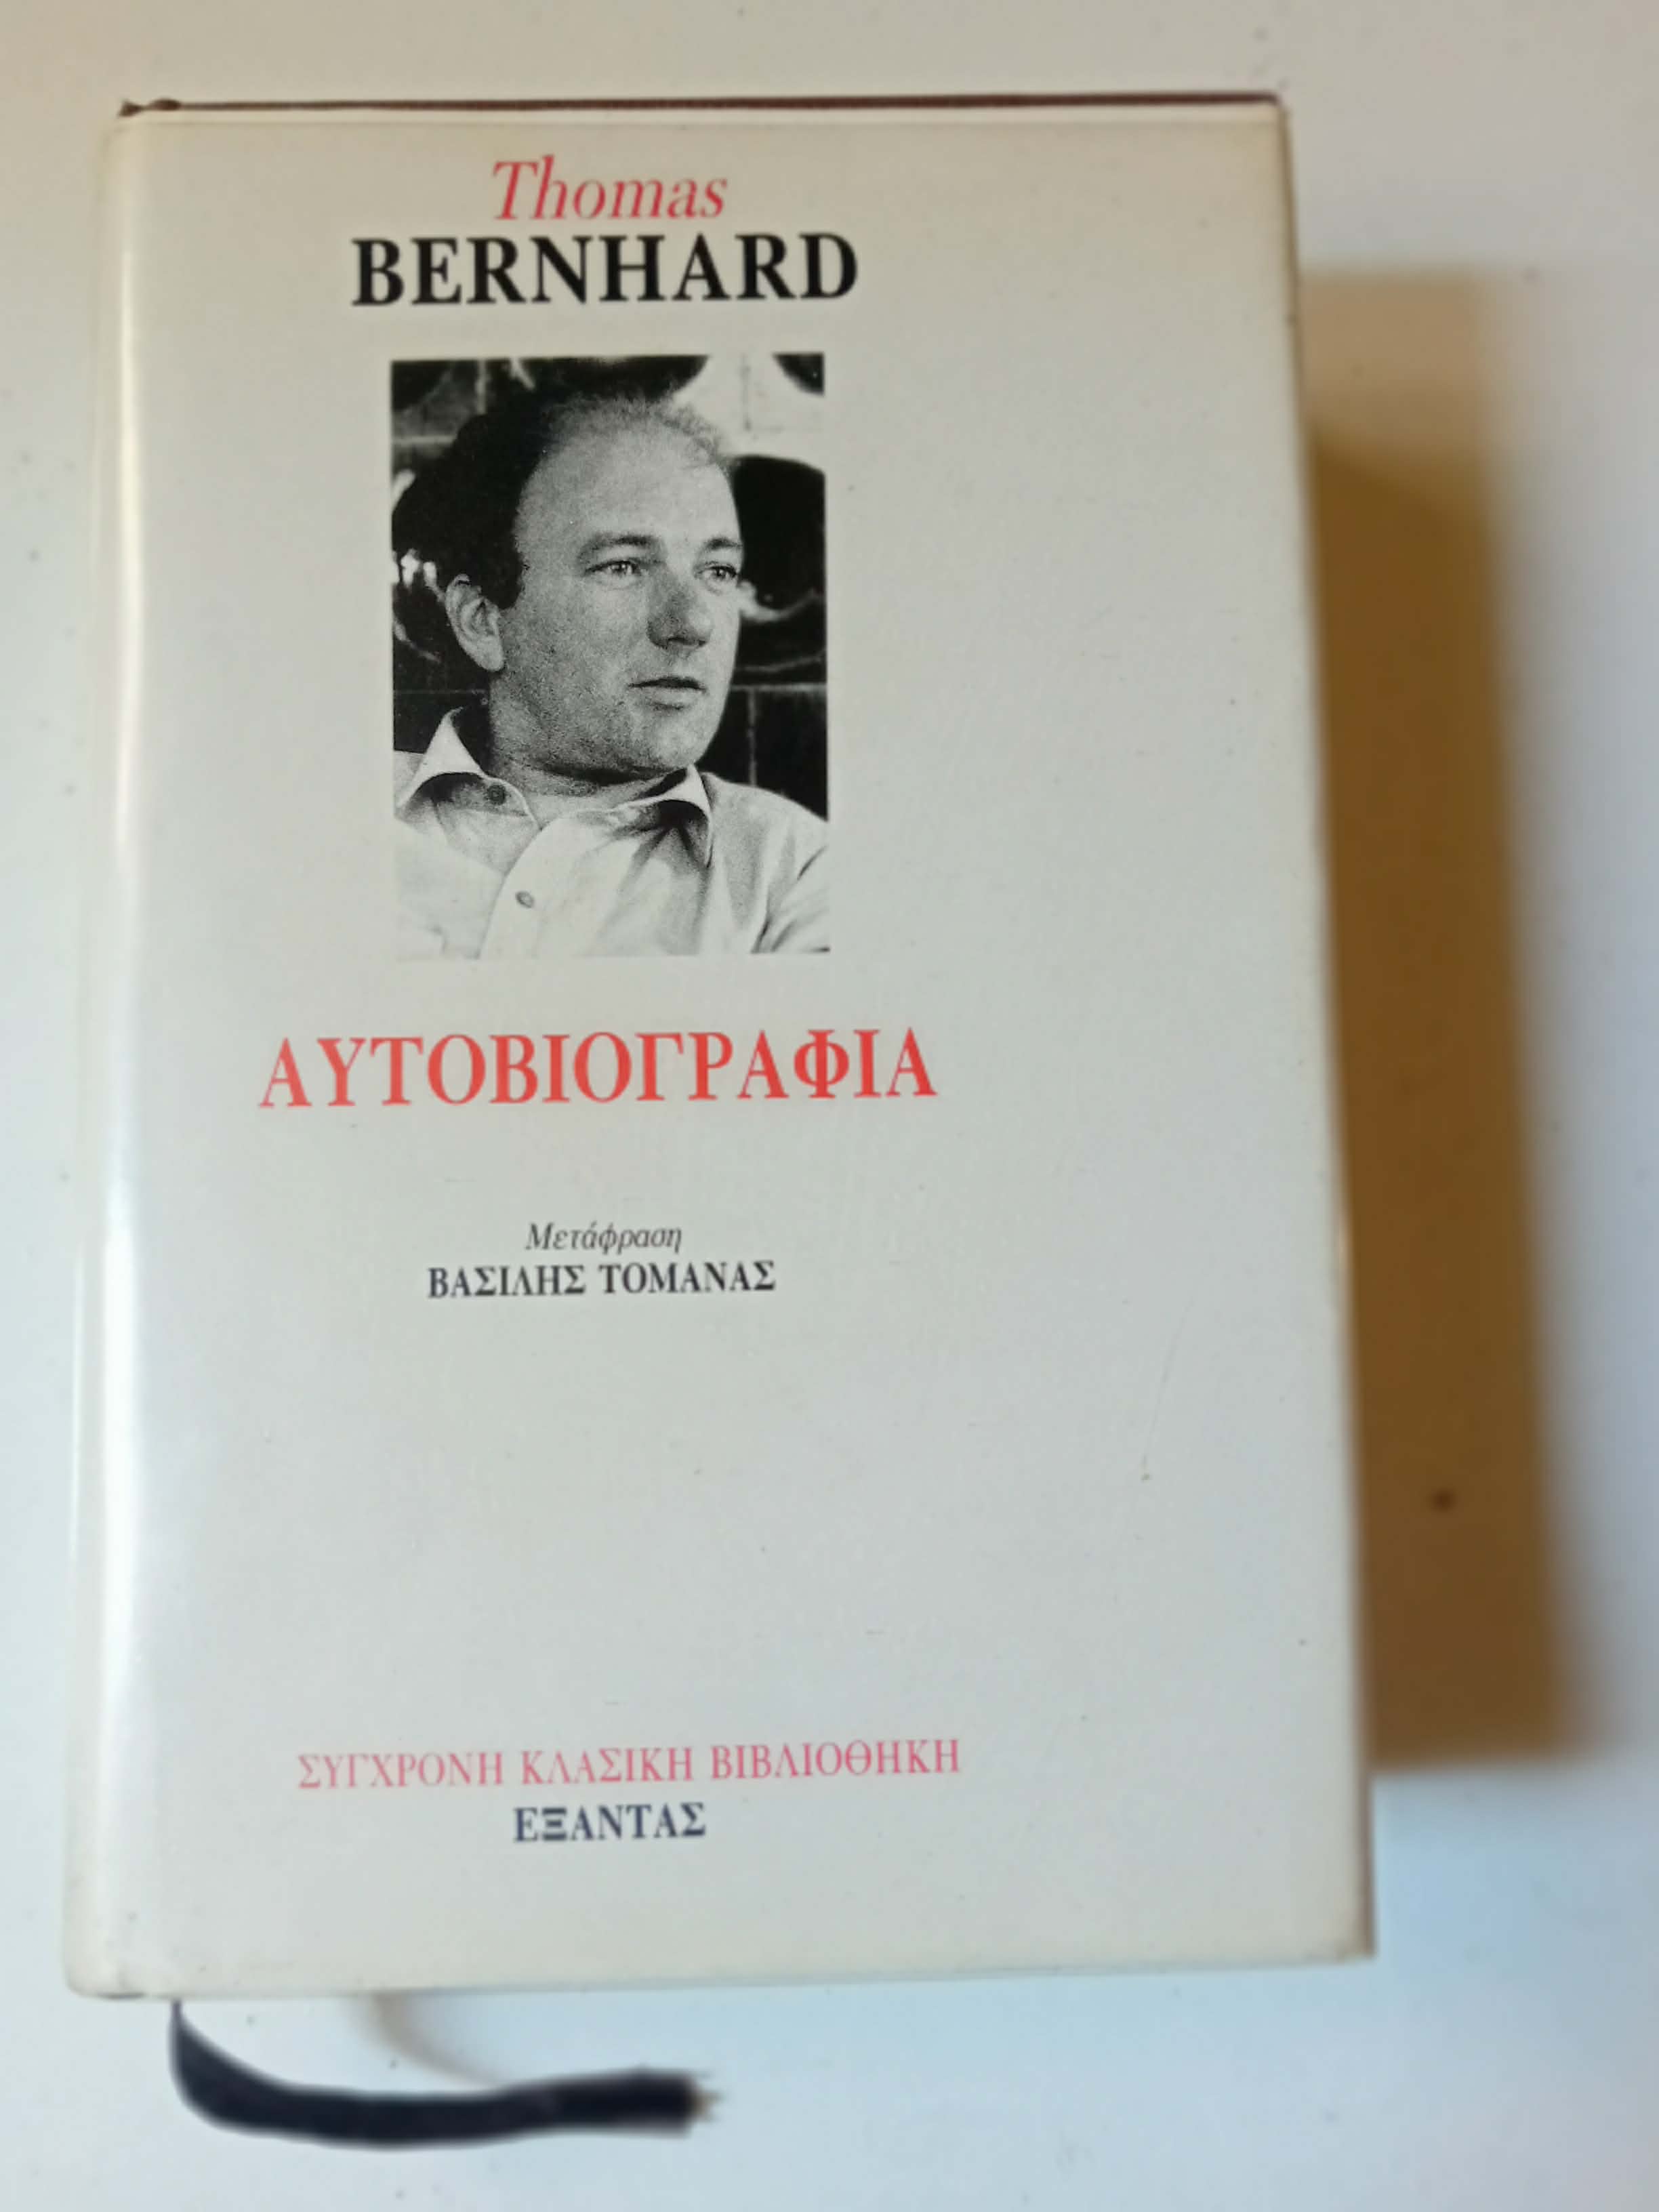 Thomas
BERNHARD
ΑΥΤΟΒΙΟΓΡΑΦΙΑ
Μετάφραση
ΒΑΣΙΛΗΣ ΤΟΜΑΝΑΣ
ΣΥΓΧΡΟΝΗ ΚΛΑΣΙΚΗ ΒΙΒΛΙΟΘΗΚΗ
ΕΞΑΝΤΑΣ